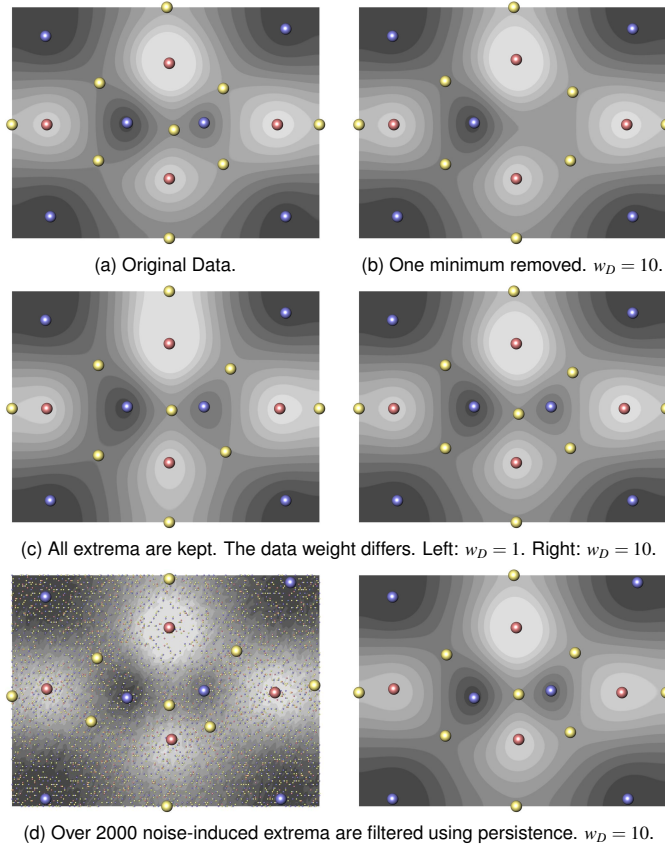 (a) Original Data.
(b) One minimum removed. w_D = 10.
(c) All extrema are kept. The data weight differs. Left: w_D = 1. Right: w_D = 10.
(d) Over 2000 noise-induced extrema are filtered using persistence. w_D = 10.